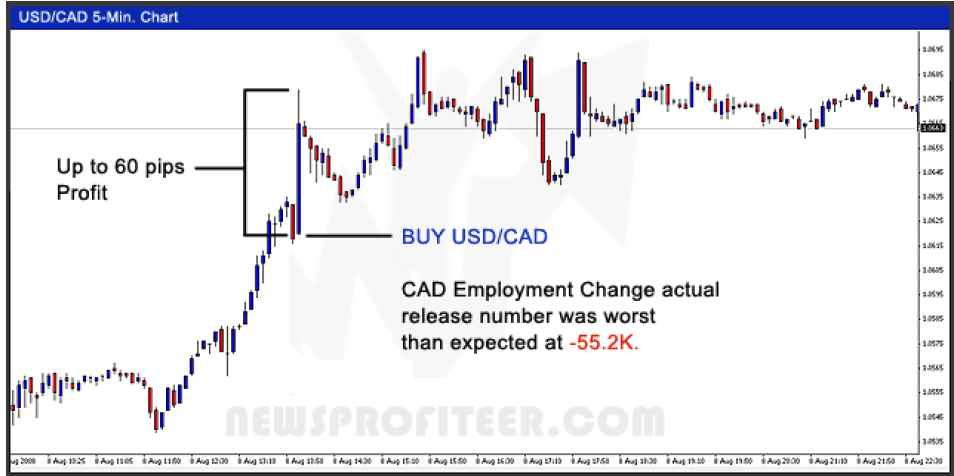 USD/CAD 5-Min. Chart
1.0695
1.0685
1.0675
1.0663
1.0655
1.0645
1.0635
1.0625
1.0615
1.0605
1.0595
1.0585
1.0575
1.0565
1.0555
1.0545
1.0535
Up to 60 pips
Profit
BUY USD/CAD
CAD Employment Change actual
release number was worst
than expected at -55.2K.
NEWSPROFITEER.COM
ug 2008 8 Aug 10:25 8 Aug 11:05 8 Aug 11:50 8 Aug 12:30 8 Aug 13:10 8 Aug 13:50 8 Aug 14:30 8 Aug 15:10 8 Aug 15:50 8 Aug 16:30 8 Aug 17:10 8 Aug 17:50 8 Aug 18:30 8 Aug 19:10 8 Aug 19:50 8 Aug 20:30 8 Aug 21:10 8 Aug 21:50 8 Aug 22:30